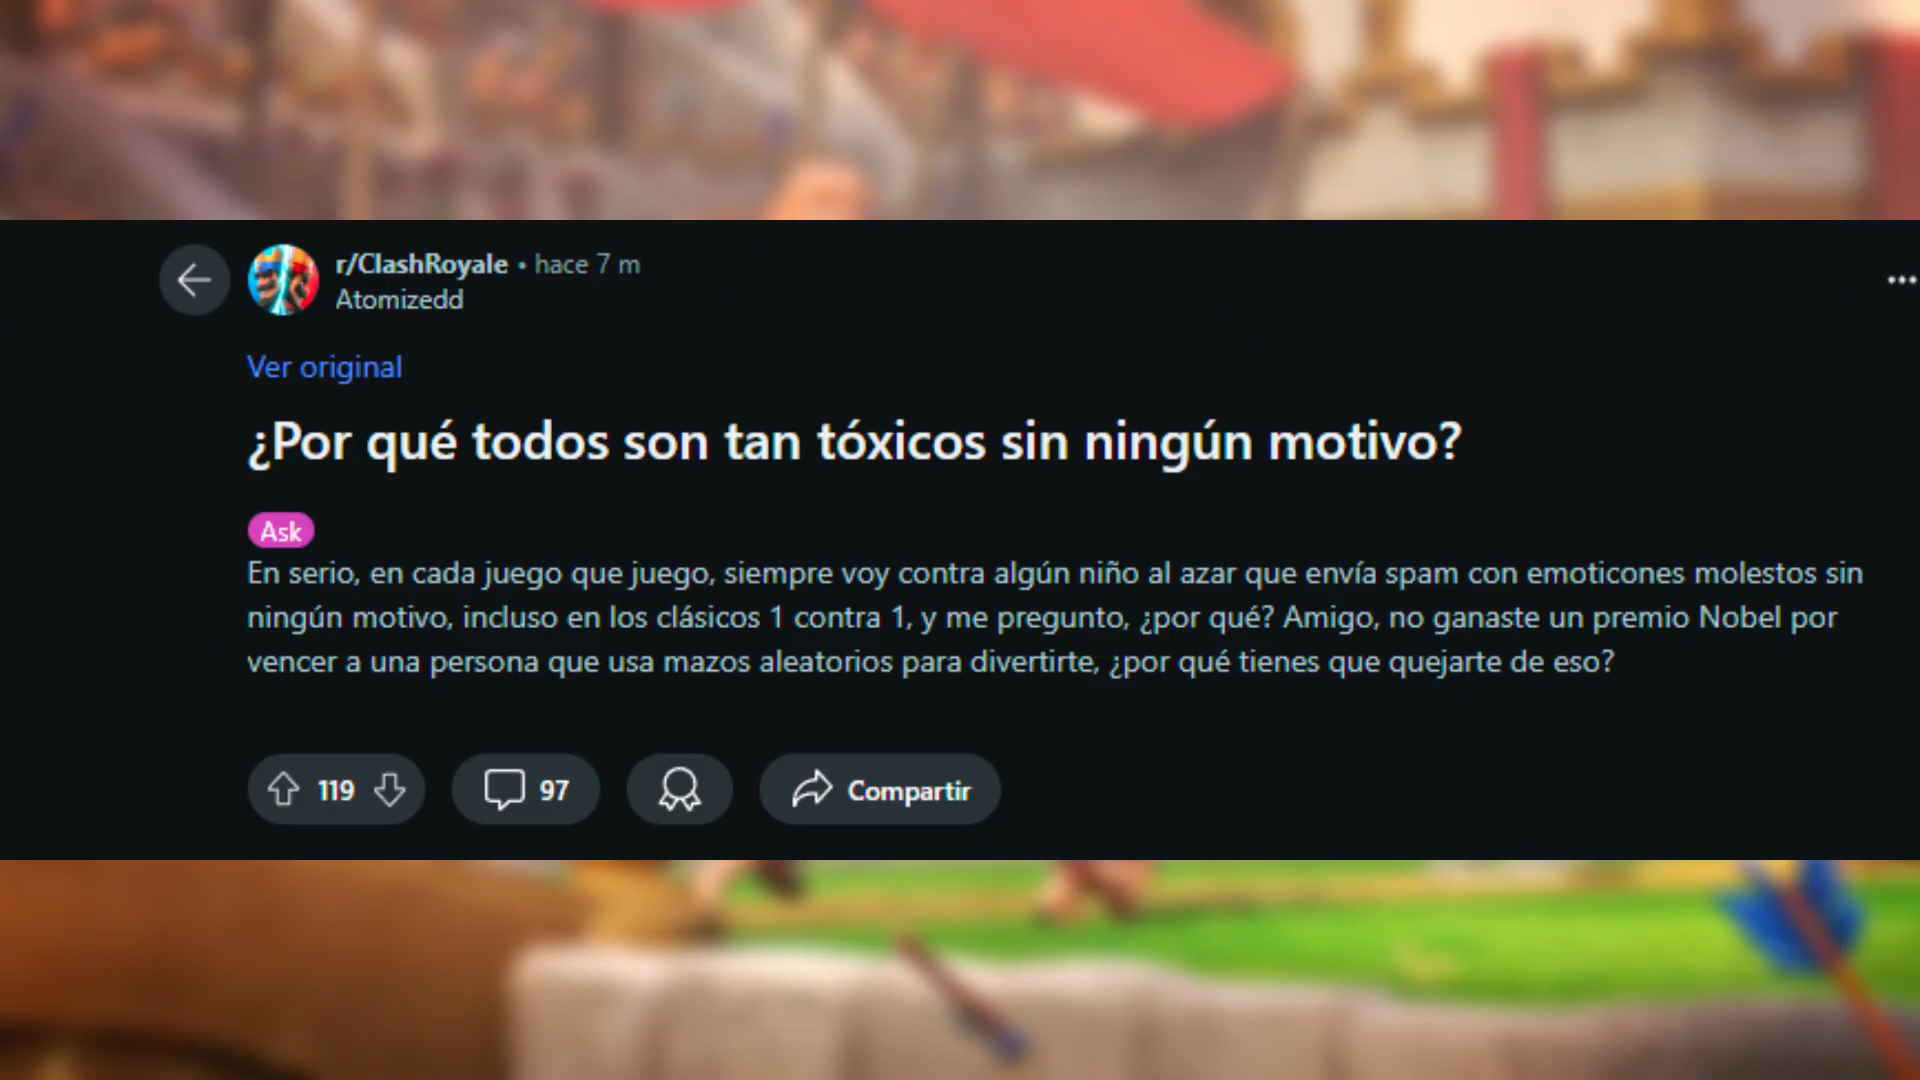 r/ClashRoyale • hace 7 m
Atomizedd
Ver original
¿Por qué todos son tan tóxicos sin ningún motivo?
Ask
En serio, en cada juego que juego, siempre voy contra algún niño al azar que envía spam con emoticones molestos sin
ningún motivo, incluso en los clásicos 1 contra 1, y me pregunto, ¿por qué? Amigo, no ganaste un premio Nobel por
vencer a una persona que usa mazos aleatorios para divertirte, ¿por qué tienes que quejarte de eso?
119
97
Compartir